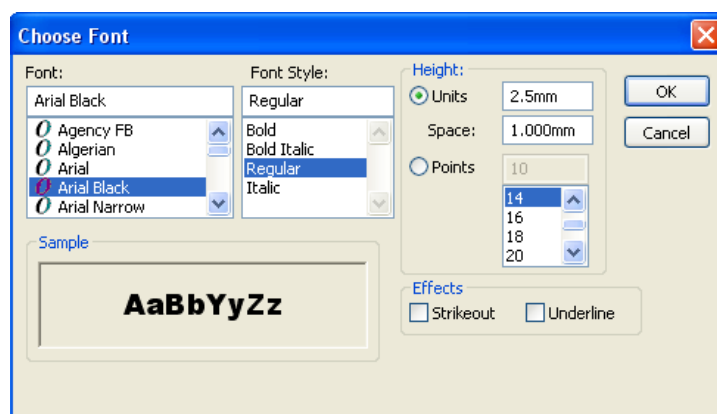 Choose Font
Font:
Arial Black
Agency FB
Algerian
Arial
Arial Black
Arial Narrow
Font Style:
Regular
Bold
Bold Italic
Regular
Italic
Height:
Units 2.5mm
Space: 1.000mm
Points 10
14
16
18
20
OK
Cancel
Sample
AaBbYyZz
Effects
Strikeout Underline